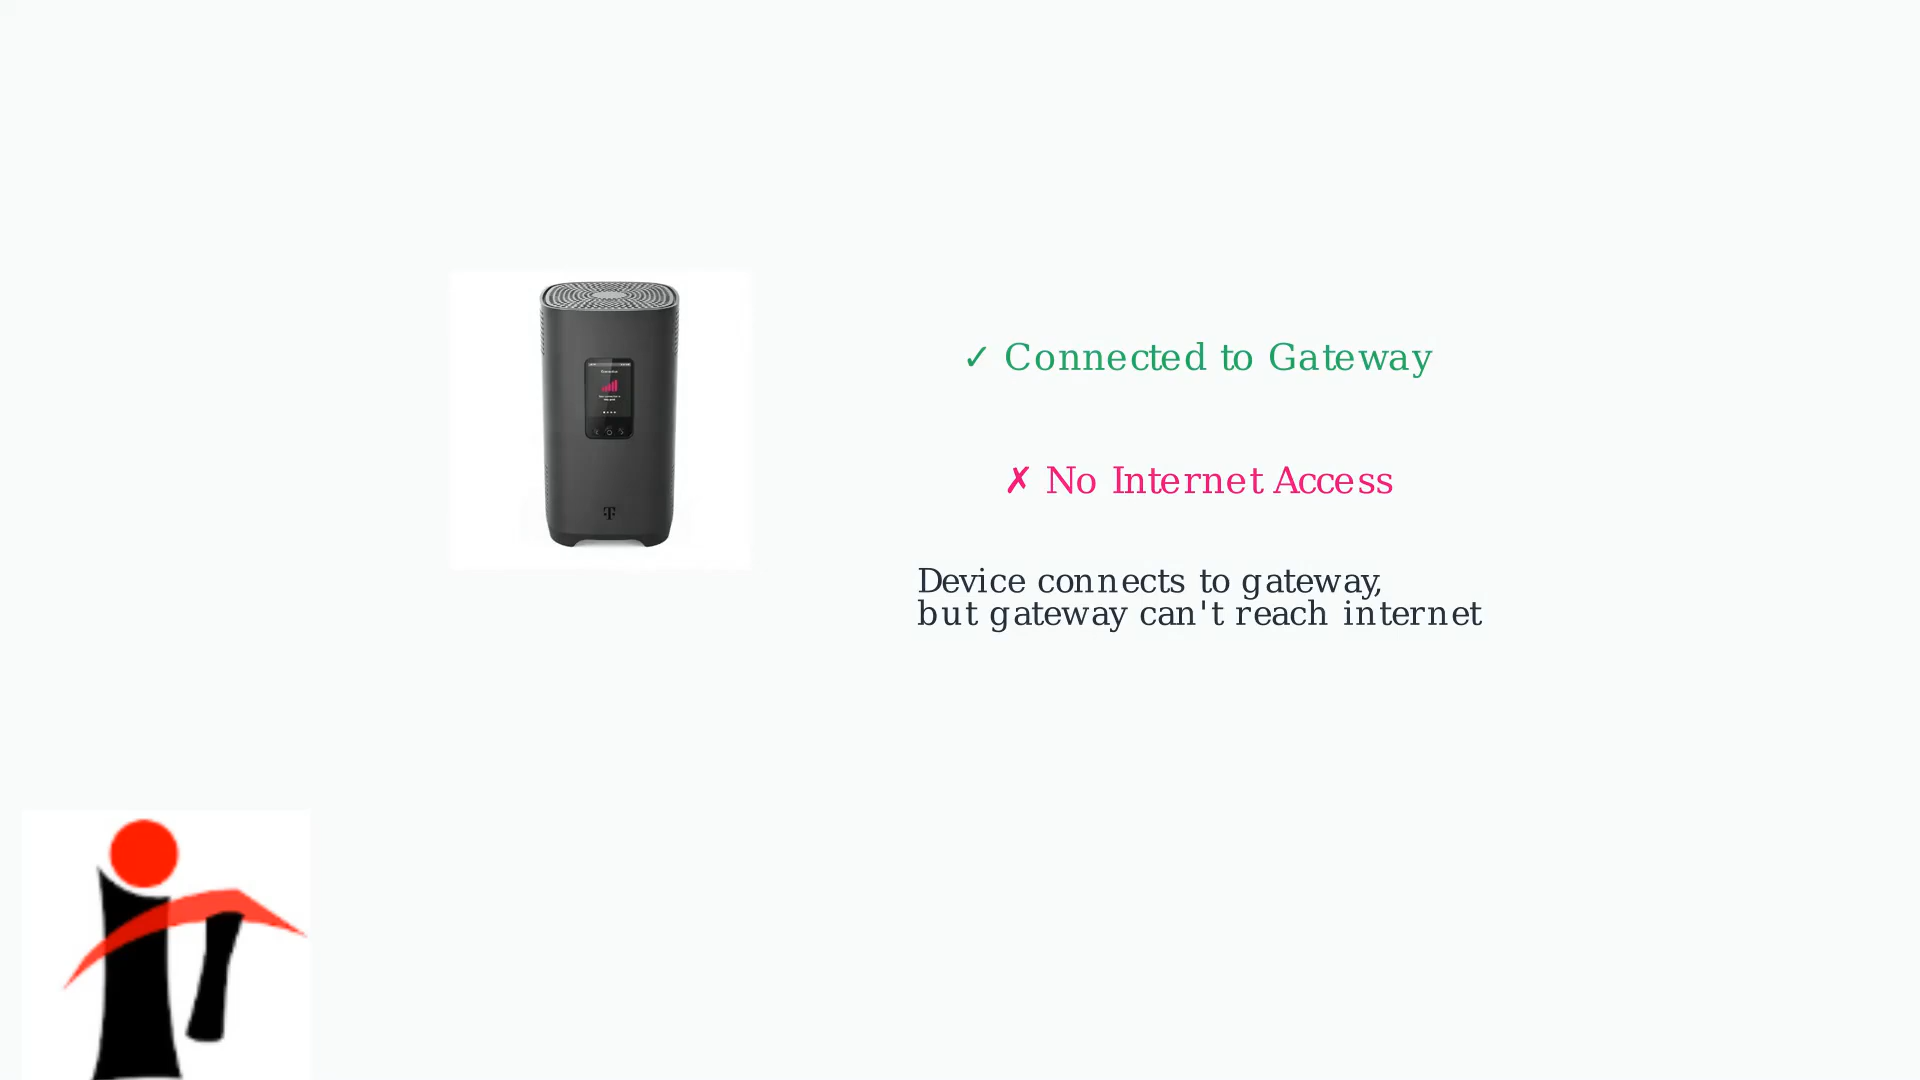 ✓ Connected to Gateway
✗ No Internet Access
Device connects to gateway,
but gateway can't reach internet